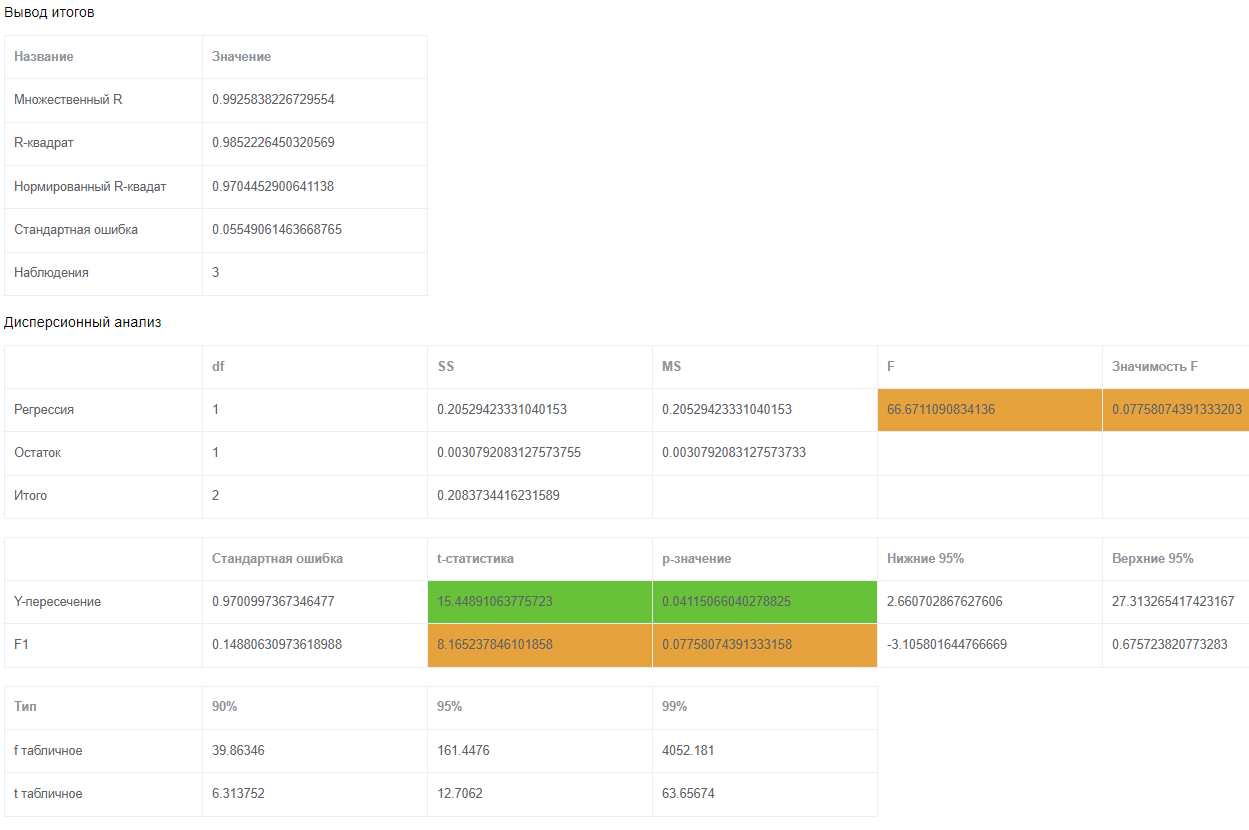 Вывод итогов
Название Значение
Множественный R 0.9925838226729554
R-квадрат 0.9852226450320569
Нормированный R-квадат 0.9704452900641138
Стандартная ошибка 0.05549061463668765
Наблюдения 3
Дисперсионный анализ
df SS MS F Значимость F
Регрессия 1 0.20529423331040153 0.20529423331040153 66.6711090834136 0.07758074391333203
Остаток 1 0.0030792083127573755 0.0030792083127573733
Итого 2 0.2083734416231589
Стандартная ошибка t-статистика p-значение Нижние 95% Верхние 95%
Y-пересечение 0.9700997367346477 15.44891063775723 0.04115066040278825 2.660702867627606 27.313265417423167
F1 0.14880630973618988 8.165237846101858 0.07758074391333158 -3.105801644766669 0.675723820773283
Тип 90% 95% 99%
f табличное 39.86346 161.4476 4052.181
t табличное 6.313752 12.7062 63.65674